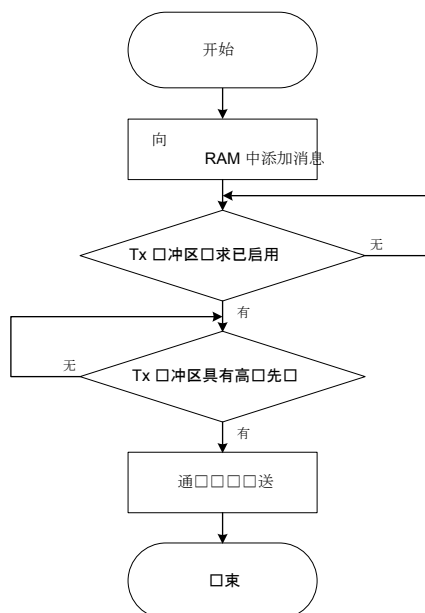 开始
向
RAM 中添加消息
Tx □冲区□求已启用
无
有
Tx □冲区具有高□先□
无
有
通□□□□送
□束